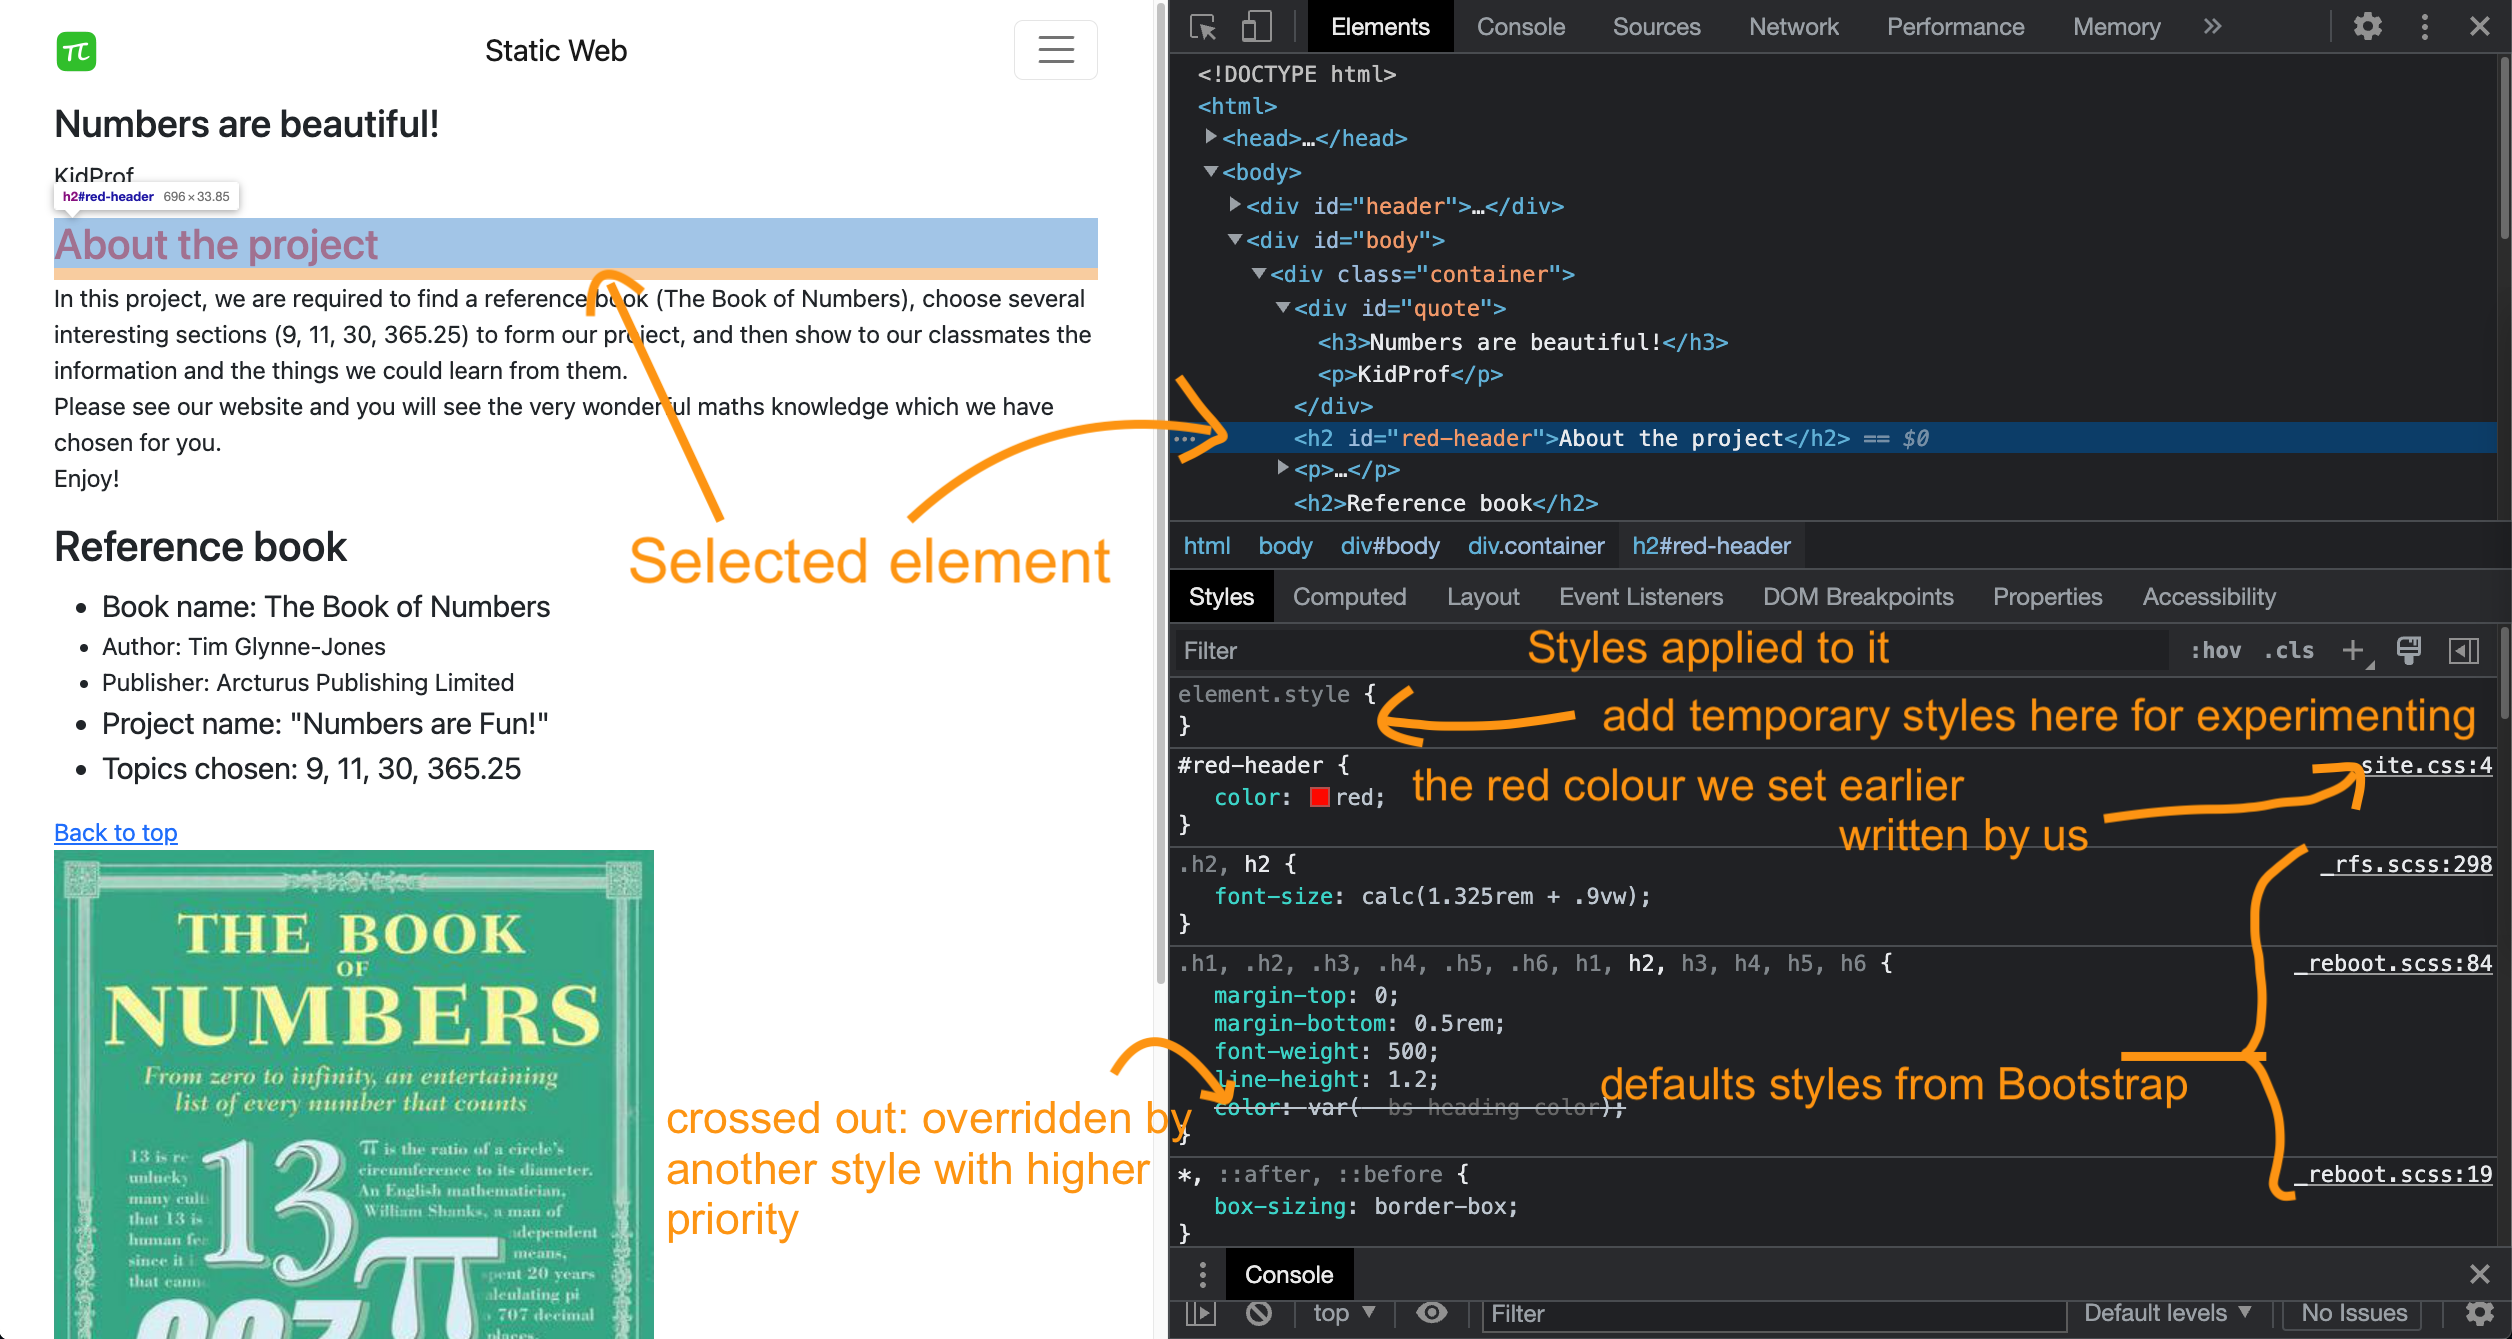 Static Web
Numbers are beautiful!
KidProf
h2#red-header 696 × 33.85
About the project
In this project, we are required to find a reference book (The Book of Numbers), choose several
interesting sections (9, 11, 30, 365.25) to form our project, and then show to our classmates the
information and the things we could learn from them.
Please see our website and you will see the very wonderful maths knowledge which we have
chosen for you.
Enjoy!
Selected element
Reference book
• Book name: The Book of Numbers
• Author: Tim Glynne-Jones
• Publisher: Arcturus Publishing Limited
• Project name: "Numbers are Fun!"
• Topics chosen: 9, 11, 30, 365.25
Back to top
THE BOOK
OF
NUMBERS
From zero to infinity, an entertaining
list of every number that counts
13 is re
unlucky
many cult
that 13 is
human fe
since it i
that cann
13
π is the ratio of a circle's
circumference to its diameter.
An English mathematician,
William Shanks, a man of
independent
means,
spent 20 years
calculating pi
o 707 decimal
places.
π
crossed out: overridden by
another style with higher
priority
Elements Console Sources Network Performance Memory »
<!DOCTYPE html>
<html>
<head>…</head>
<body>
<div id="header">…</div>
<div id="body">
<div class="container">
<div id="quote">
<h3>Numbers are beautiful!</h3>
<p>KidProf</p>
</div>
<h2 id="red-header">About the project</h2> == $0
<p>…</p>
<h2>Reference book</h2>
html body div#body div.container h2#red-header
Styles Computed Layout Event Listeners DOM Breakpoints Properties Accessibility
Filter Styles applied to it :hov .cls +
element.style {
} add temporary styles here for experimenting
#red-header { site.css:4
color: red; the red colour we set earlier
} written by us
.h2, h2 { _rfs.scss:298
font-size: calc(1.325rem + .9vw);
}
.h1, .h2, .h3, .h4, .h5, .h6, h1, h2, h3, h4, h5, h6 { _reboot.scss:84
margin-top: 0;
margin-bottom: 0.5rem;
font-weight: 500;
line-height: 1.2;
defaults styles from Bootstrap
color: var(--bs-heading-color);
}
*, ::after, ::before { _reboot.scss:19
box-sizing: border-box;
}
Console
top Filter Default levels No Issues